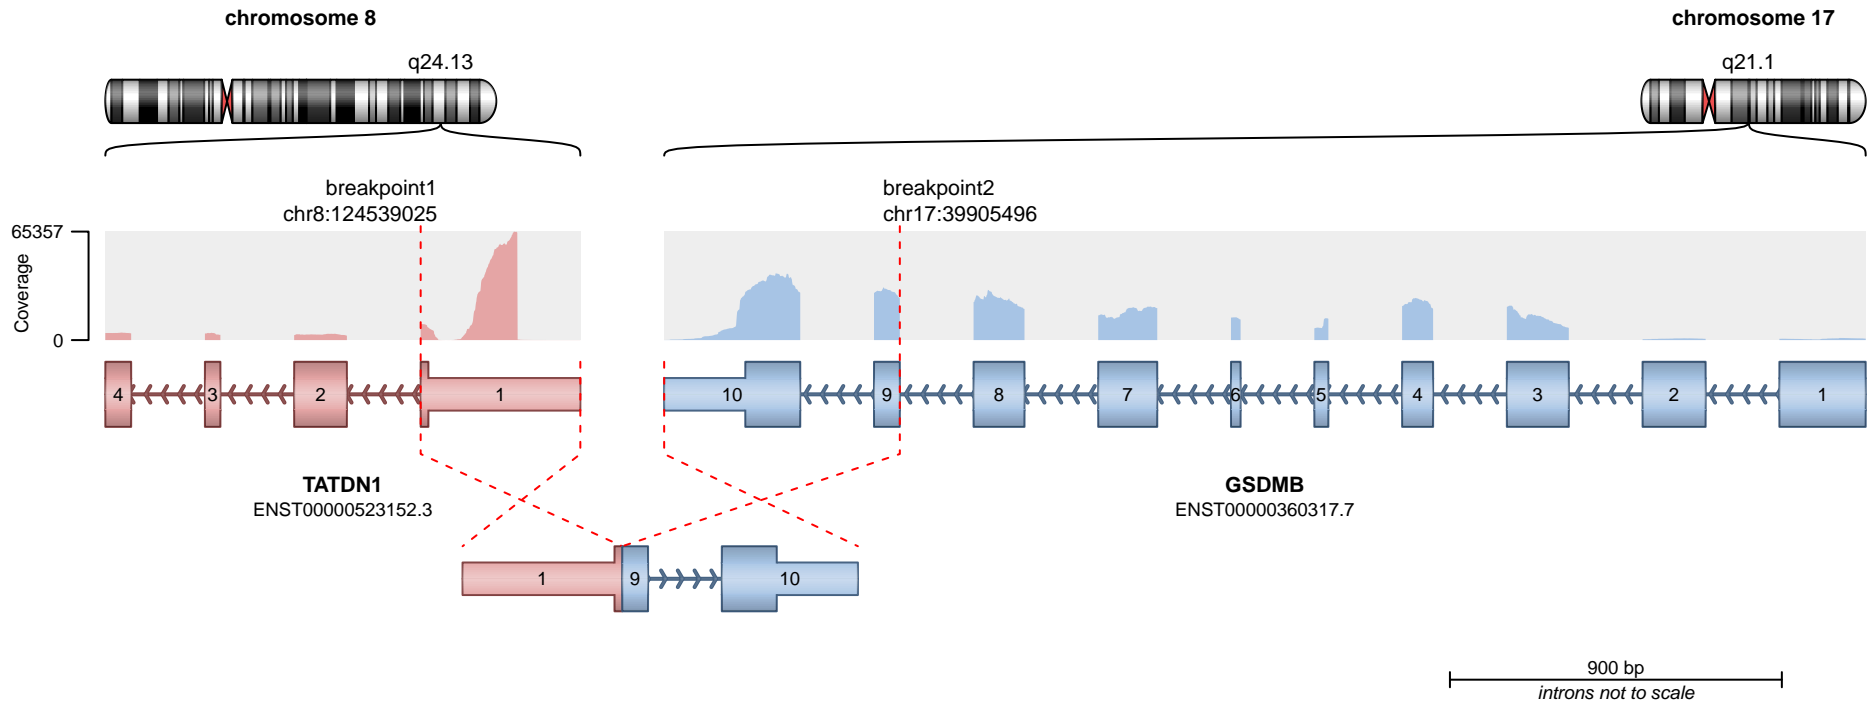 chromosome 8
chromosome 17
q24.13
q21.1
breakpoint1
chr8:124539025
breakpoint2
chr17:39905496
65357
Coverage
0
4 3 2 1
10 9 8 7 6 5 4 3 2 1
TATDN1
ENST00000523152.3
GSDMB
ENST00000360317.7
1 9 10
900 bp
introns not to scale